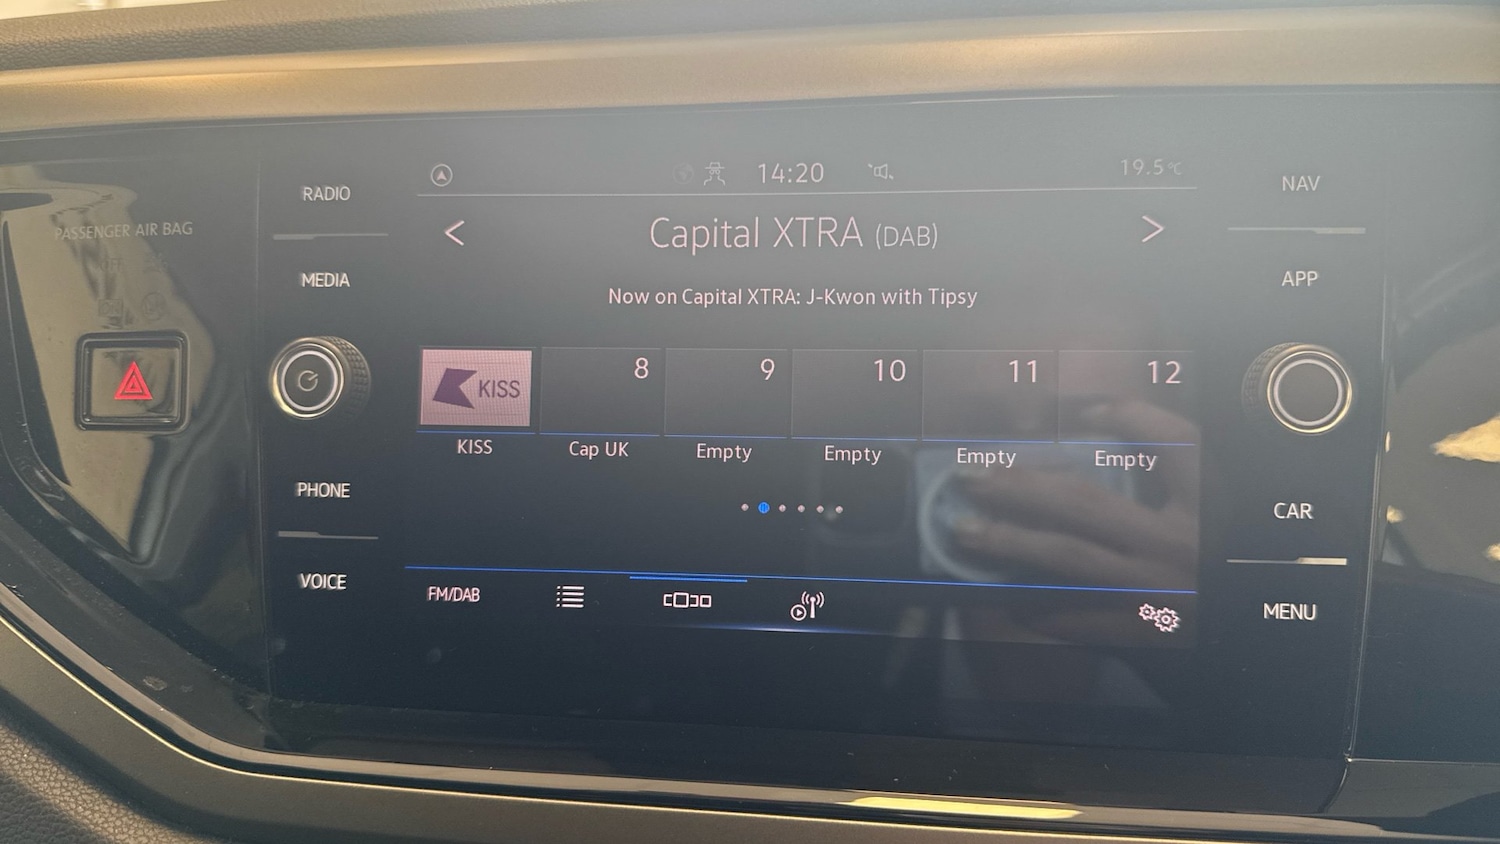 14:20
19.5°C
RADIO
NAV
PASSENGER AIR BAG
Capital XTRA (DAB)
MEDIA
APP
Now on Capital XTRA: J-Kwon with Tipsy
KISS
8
9
10
11
12
KISS
Cap UK
Empty
Empty
Empty
Empty
PHONE
CAR
VOICE
FM/DAB
MENU